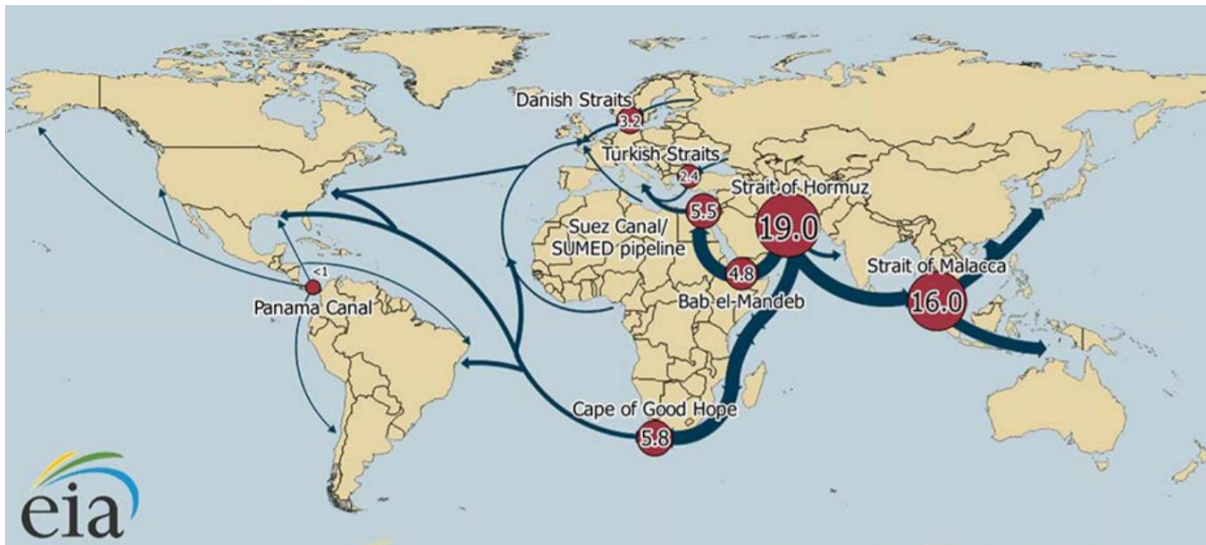 Danish Straits
3.2
Turkish Straits
2.4
Strait of Hormuz
19.0
5.5
Suez Canal/
SUMED pipeline
4.8
Bab el-Mandeb
Strait of Malacca
16.0
<1
Panama Canal
Cape of Good Hope
5.8
eia